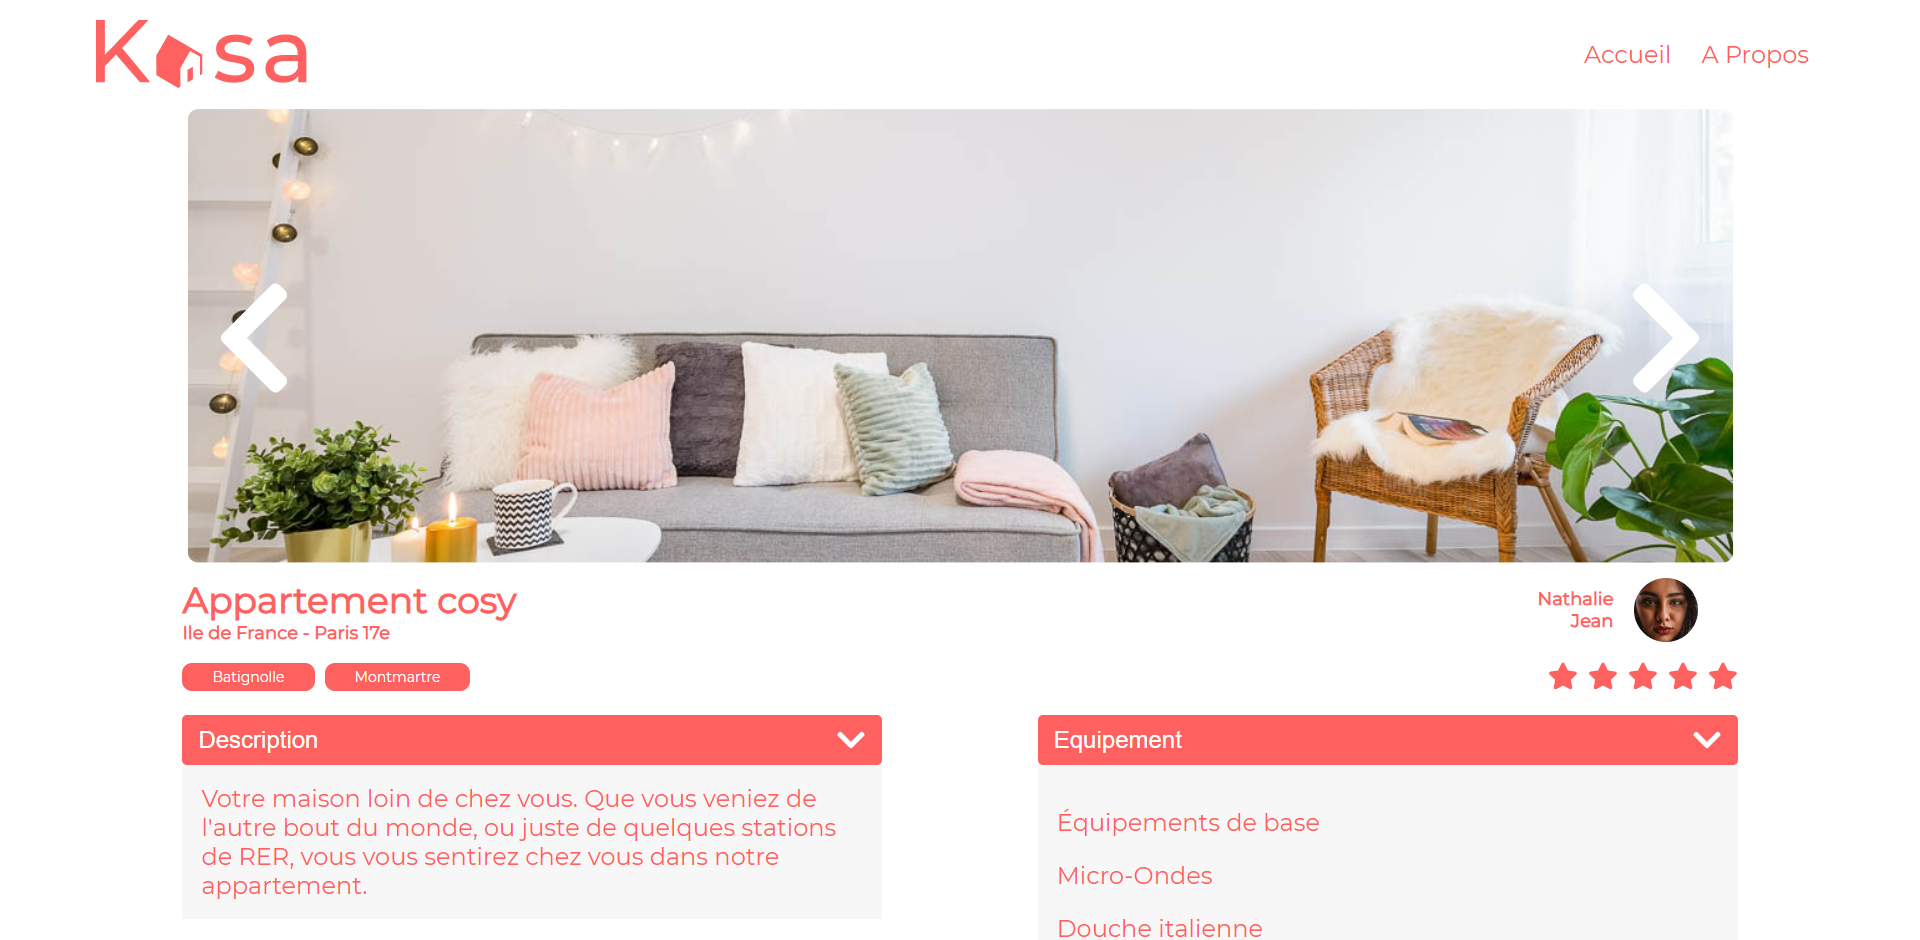 Kasa
Accueil A Propos
Appartement cosy
Ile de France - Paris 17e
Nathalie
Jean
Batignolle Montmartre
Description
Votre maison loin de chez vous. Que vous veniez de
l'autre bout du monde, ou juste de quelques stations
de RER, vous vous sentirez chez vous dans notre
appartement.
Equipement
Équipements de base
Micro-Ondes
Douche italienne